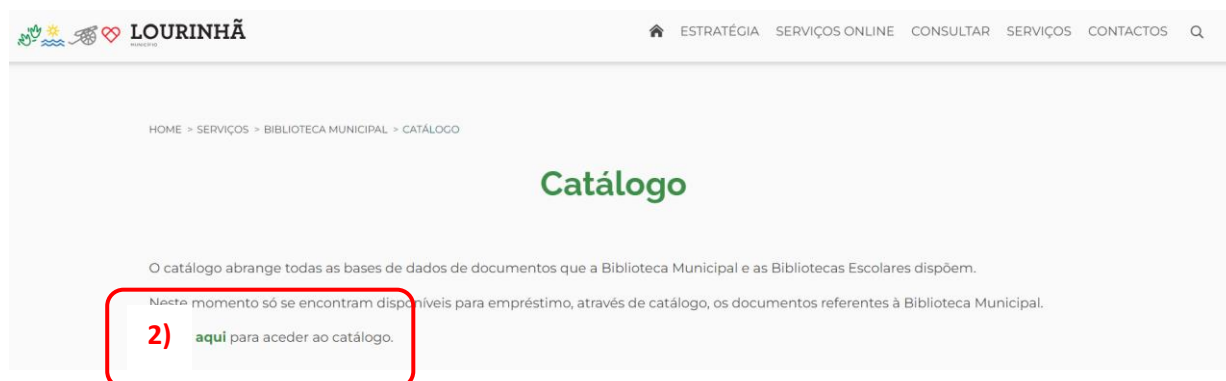 LOURINHÃ
MUNICÍPIO
ESTRATÉGIA SERVIÇOS ONLINE CONSULTAR SERVIÇOS CONTACTOS
HOME > SERVIÇOS > BIBLIOTECA MUNICIPAL > CATÁLOGO
Catálogo
O catálogo abrange todas as bases de dados de documentos que a Biblioteca Municipal e as Bibliotecas Escolares dispõem.
Neste momento só se encontram disponíveis para empréstimo, através de catálogo, os documentos referentes à Biblioteca Municipal.
2) aqui para aceder ao catálogo.